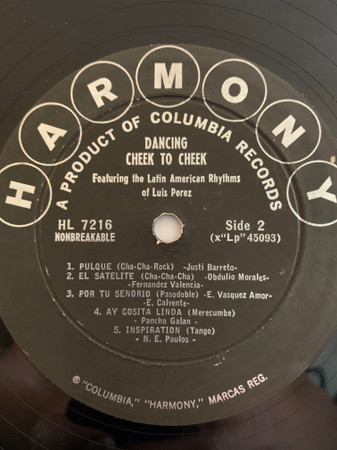 HARMONY
A PRODUCT OF COLUMBIA RECORDS
DANCING
CHEEK TO CHEEK
Featuring the Latin American Rhythms
of Luis Perez
HL 7216
NONBREAKABLE
Side 2
(x"Lp"45093)
1. PULQUE (Cha-Cha-Rock) -Justi Barreto-
2. EL SATELITE (Cha-Cha-Cha) -Obdulio Morales-
-Fernandez Valencia-
3. POR TU SENORIO (Pasodoble) -E. Vasquez Amor-
-E. Calvente-
4. AY COSITA LINDA (Merecumbe)
- Pancho Galan -
5. INSPIRATION (Tango)
- N. E. Paulos -
® "COLUMBIA," "HARMONY," MARCAS REG.